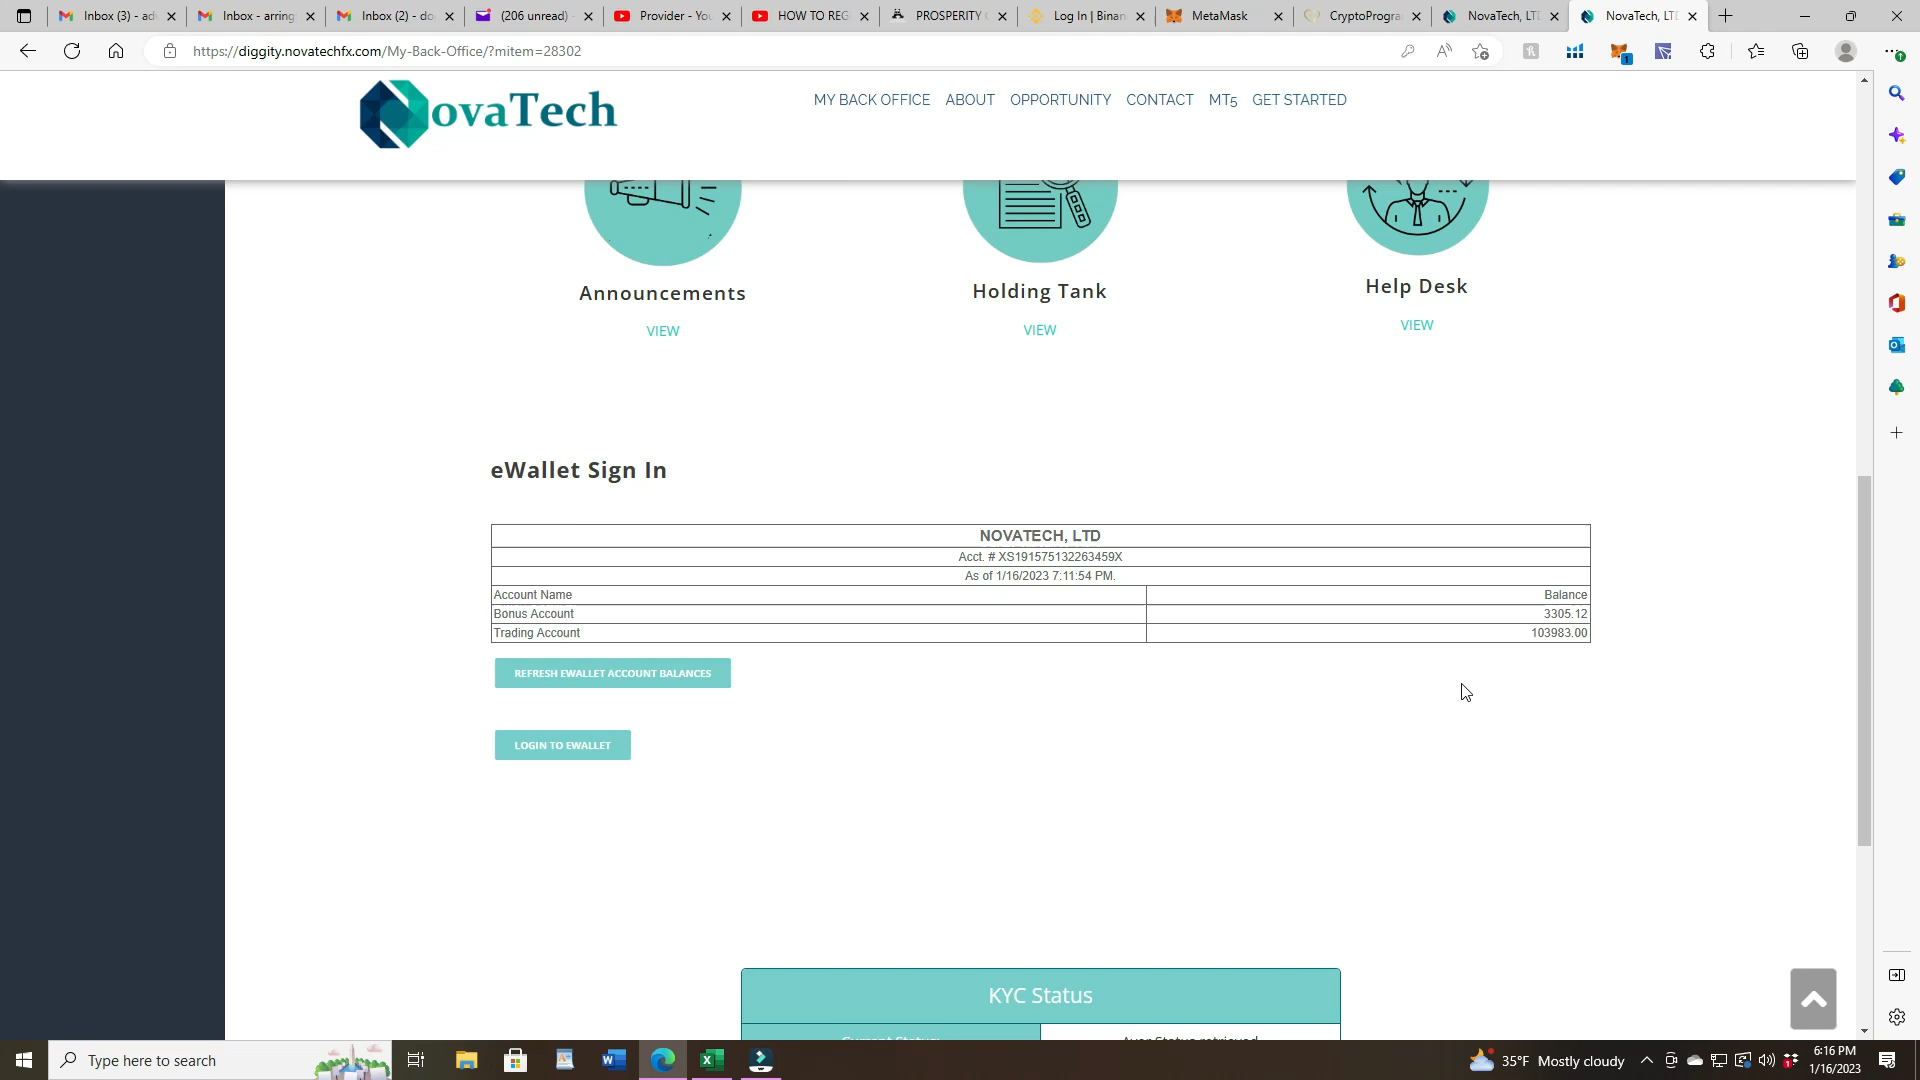 Inbox (3) - ad
Inbox - arring
Inbox (2) - do
(206 unread)
Provider - You
HOW TO REG
PROSPERITY
Log In | Binan
MetaMask
CryptoProgra
NovaTech, LT
NovaTech, LT
https://diggity.novatechfx.com/My-Back-Office/?mitem=28302
1
ovaTech
MY BACK OFFICE
ABOUT
OPPORTUNITY
CONTACT
MT5
GET STARTED
Announcements
Holding Tank
Help Desk
VIEW
VIEW
VIEW
eWallet Sign In
NOVATECH, LTD
Acct. # XS191575132263459X
As of 1/16/2023 7:11:54 PM.
Account Name Balance
Bonus Account 3305.12
Trading Account 103983.00
REFRESH EWALLET ACCOUNT BALANCES
LOGIN TO EWALLET
KYC Status
Type here to search
35°F Mostly cloudy
6:16 PM
1/16/2023